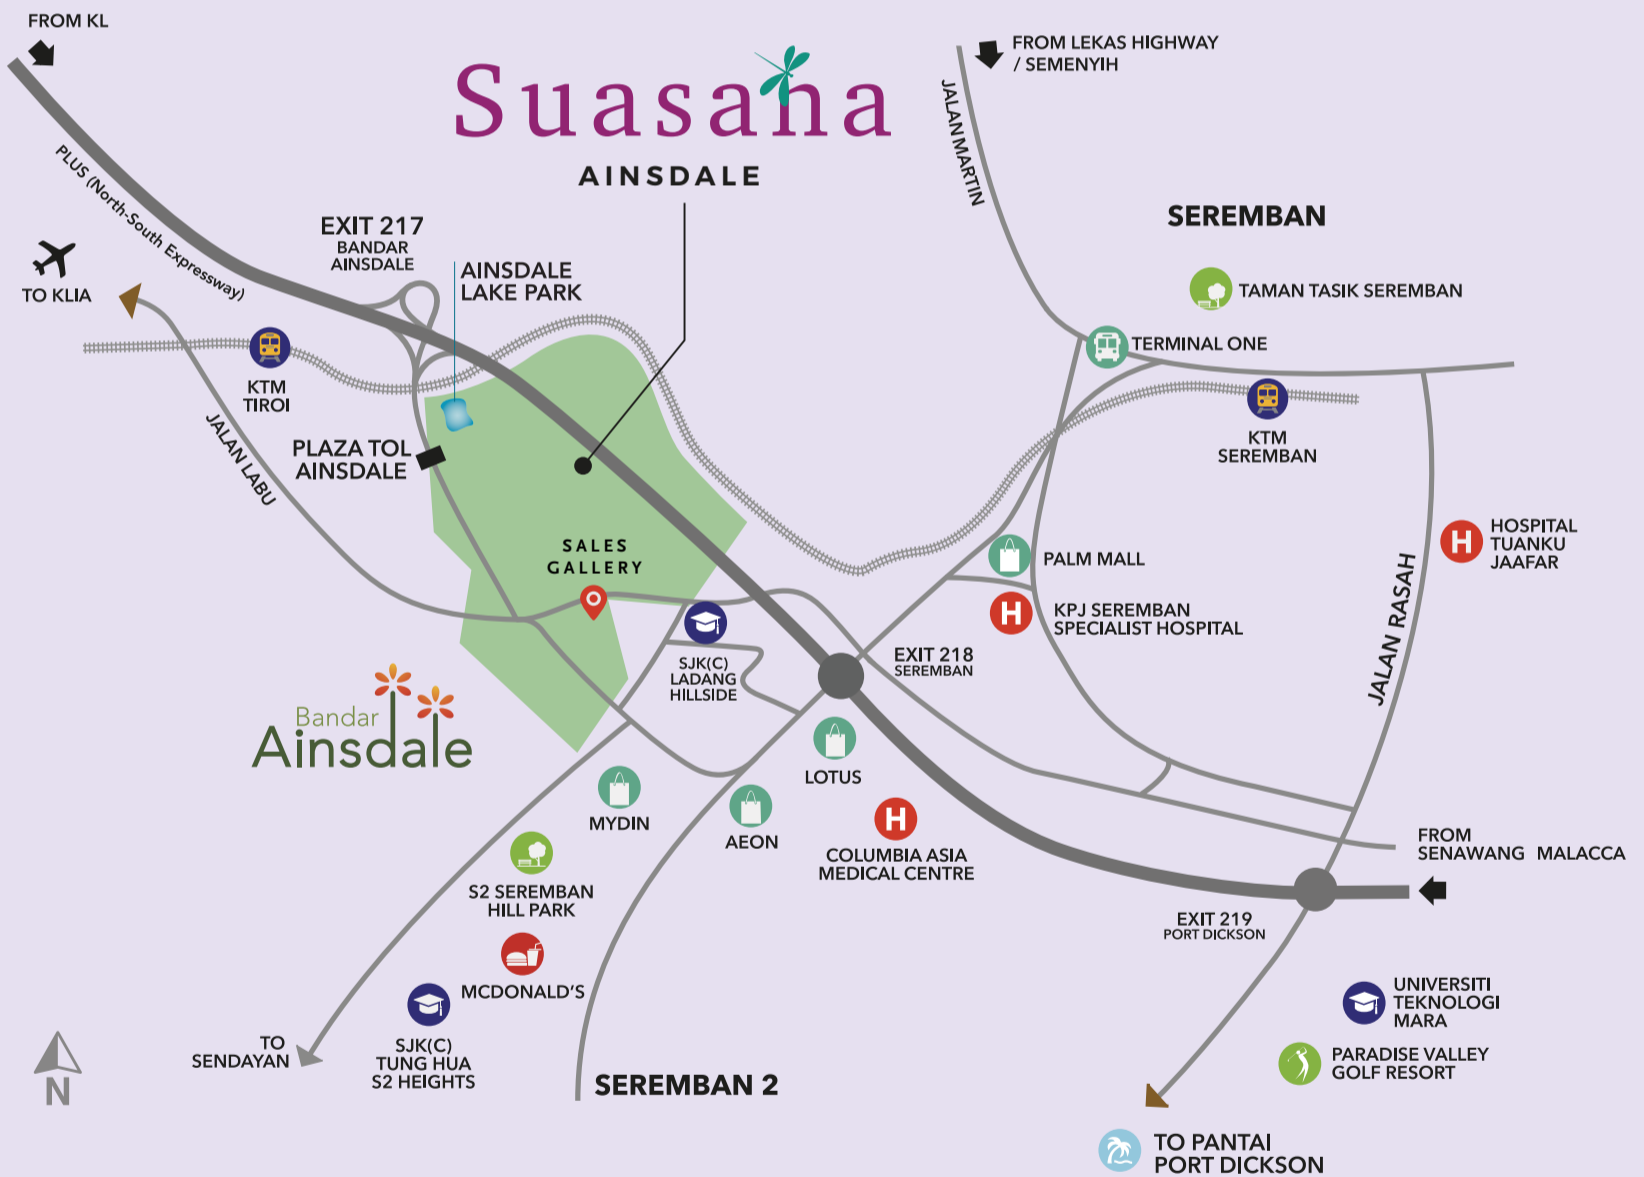 FROM KL
Suasana
AINSDALE
FROM LEKAS HIGHWAY
/ SEMENYIH
JALAN MARTIN
SEREMBAN
PLUS (North-South Expressway)
EXIT 217
BANDAR
AINSDALE
AINSDALE
LAKE PARK
TO KLIA
TAMAN TASIK SEREMBAN
TERMINAL ONE
KTM
TIROI
KTM
SEREMBAN
JALAN LABU
PLAZA TOL
AINSDALE
SALES
GALLERY
PALM MALL
HOSPITAL
TUANKU
JAAFAR
H
H
KPJ SEREMBAN
SPECIALIST HOSPITAL
JALAN RASAH
SJK(C)
LADANG
HILLSIDE
EXIT 218
SEREMBAN
Bandar
Ainsdale
LOTUS
MYDIN
AEON
H
COLUMBIA ASIA
MEDICAL CENTRE
FROM
SENAWANG MALACCA
S2 SEREMBAN
HILL PARK
EXIT 219
PORT DICKSON
MCDONALD'S
UNIVERSITI
TEKNOLOGI
MARA
TO
SENDAYAN
SJK(C)
TUNG HUA
S2 HEIGHTS
PARADISE VALLEY
GOLF RESORT
N
SEREMBAN 2
TO PANTAI
PORT DICKSON